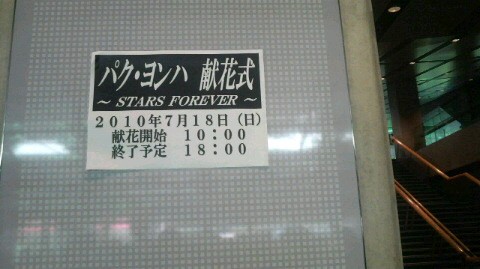 パク・ヨンハ 献花式
～ STARS FOREVER ～
2010年7月18日（日）
献花開始 10：00
終了予定 18：00